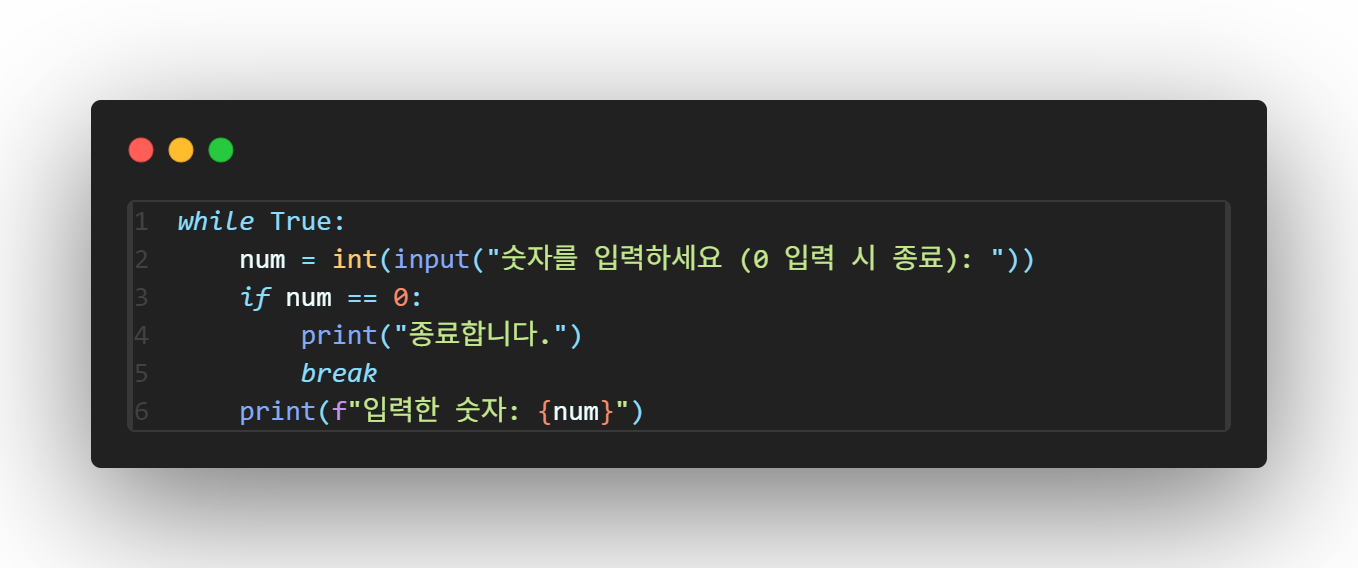 1 while True:
2     num = int(input("숫자를 입력하세요 (0 입력 시 종료): "))
3     if num == 0:
4         print("종료합니다.")
5         break
6     print(f"입력한 숫자: {num}")